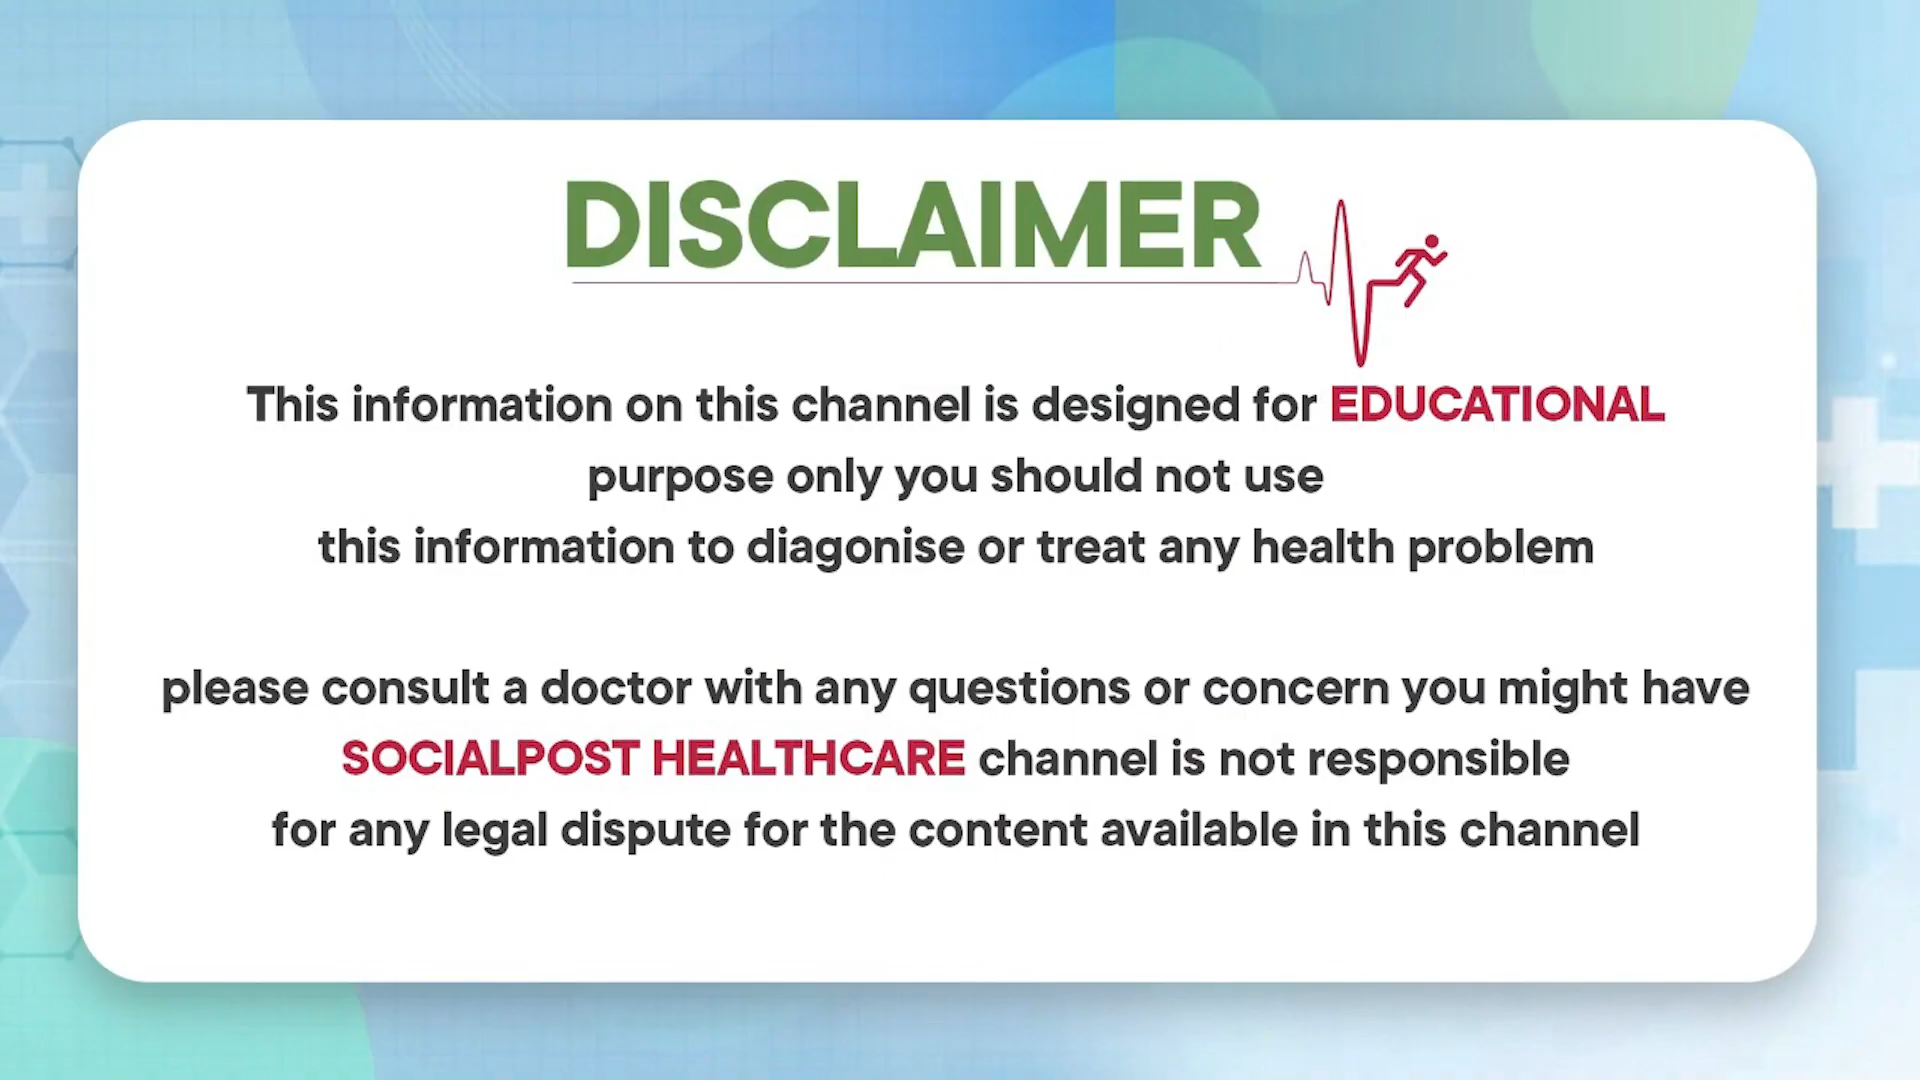 DISCLAIMER
This information on this channel is designed for EDUCATIONAL
purpose only you should not use
this information to diagonise or treat any health problem
please consult a doctor with any questions or concern you might have
SOCIALPOST HEALTHCARE channel is not responsible
for any legal dispute for the content available in this channel